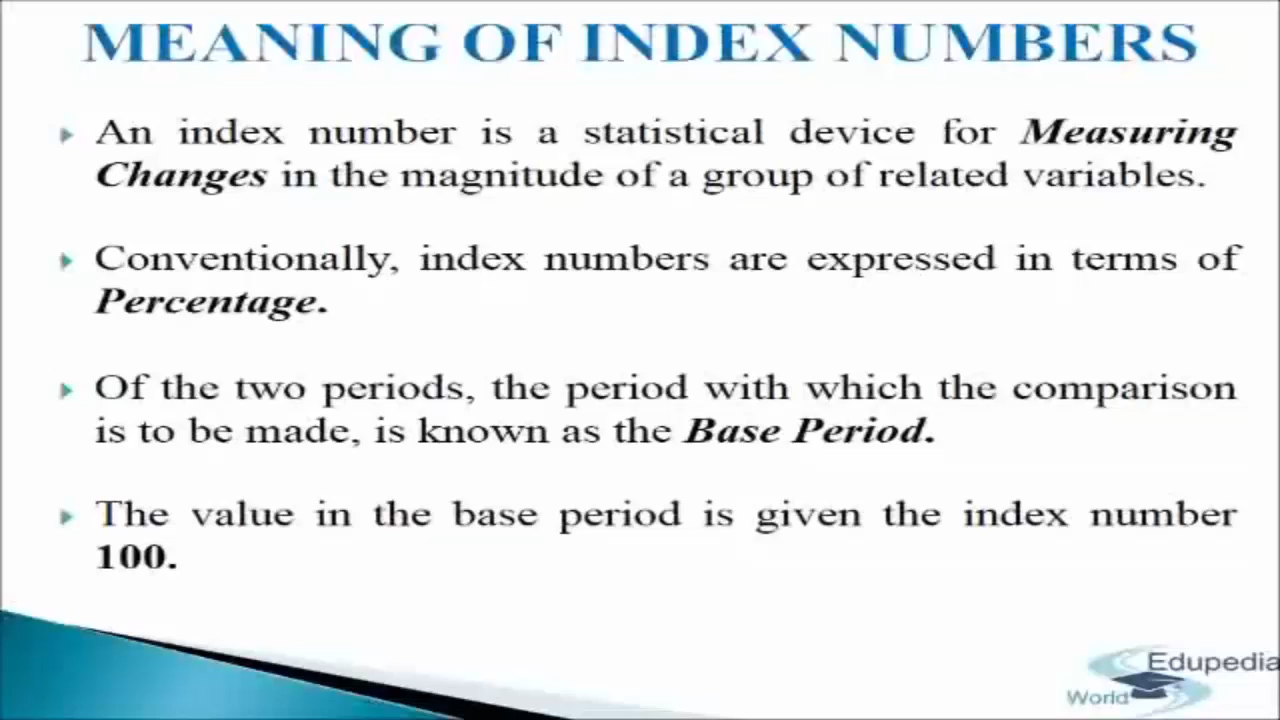 MEANING OF INDEX NUMBERS
An index number is a statistical device for Measuring
Changes in the magnitude of a group of related variables.
Conventionally, index numbers are expressed in terms of
Percentage.
Of the two periods, the period with which the comparison
is to be made, is known as the Base Period.
The value in the base period is given the index number
100.
Edupedia
World